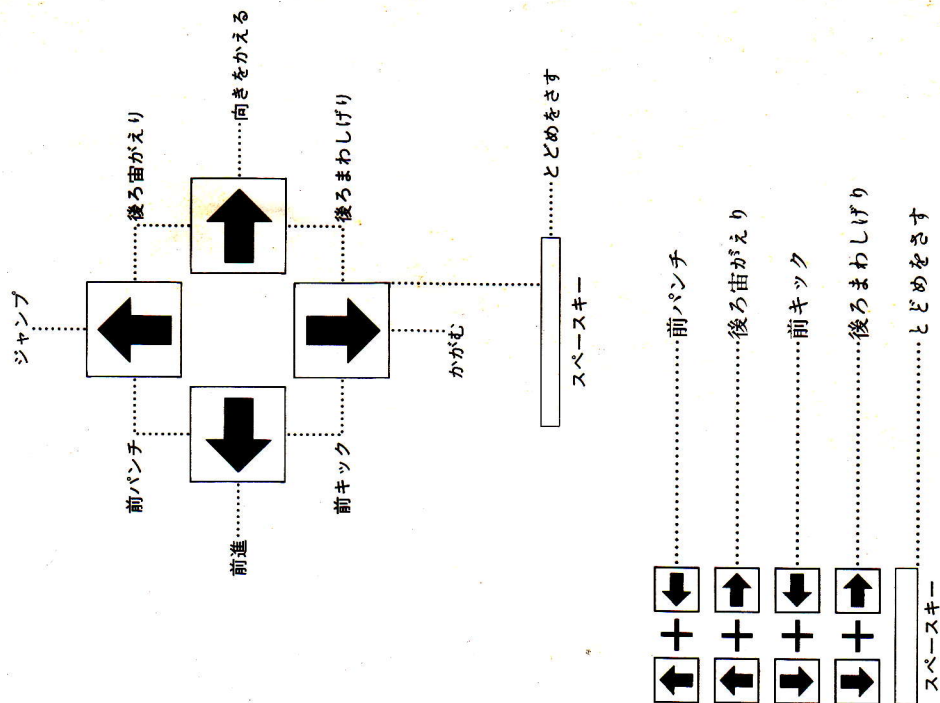 ジャンプ
前パンチ 後ろ宙がえり
前進 向きをかえる
前キック 後ろまわしげり
かがむ
とどめをさす
スペースキー
↑+← 前パンチ
↑+→ 後ろ宙がえり
↓+← 前キック
↓+→ 後ろまわしげり
とどめをさす
スペースキー